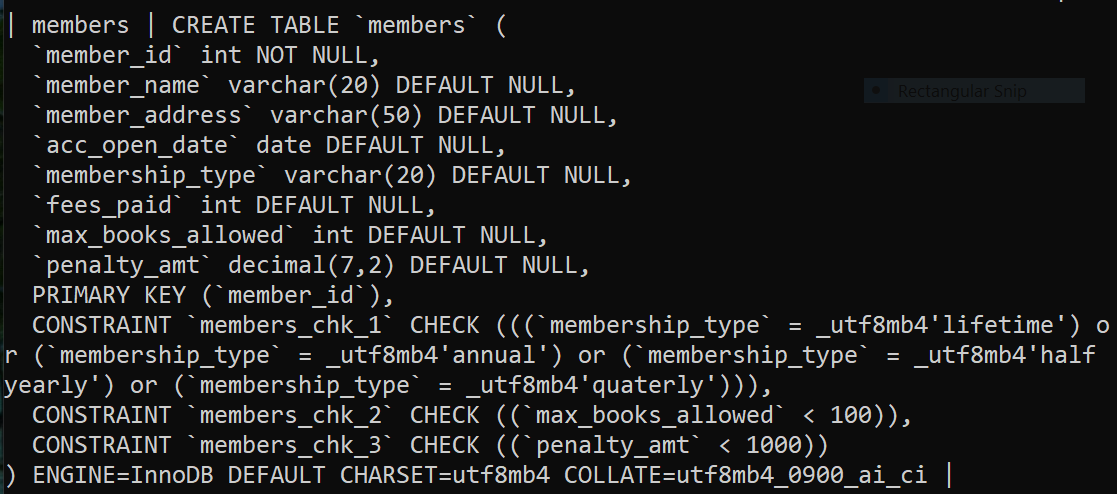 | members | CREATE TABLE `members` (
`member_id` int NOT NULL,
`member_name` varchar(20) DEFAULT NULL,
Rectangular Snip
`member_address` varchar(50) DEFAULT NULL,
`acc_open_date` date DEFAULT NULL,
`membership_type` varchar(20) DEFAULT NULL,
`fees_paid` int DEFAULT NULL,
`max_books_allowed` int DEFAULT NULL,
`penalty_amt` decimal(7,2) DEFAULT NULL,
PRIMARY KEY (`member_id`),
CONSTRAINT `members_chk_1` CHECK (((`membership_type` = _utf8mb4'lifetime') o
r (`membership_type` = _utf8mb4'annual') or (`membership_type` = _utf8mb4'half
yearly') or (`membership_type` = _utf8mb4'quaterly'))),
CONSTRAINT `members_chk_2` CHECK ((`max_books_allowed` < 100)),
CONSTRAINT `members_chk_3` CHECK ((`penalty_amt` < 1000))
) ENGINE=InnoDB DEFAULT CHARSET=utf8mb4 COLLATE=utf8mb4_0900_ai_ci |